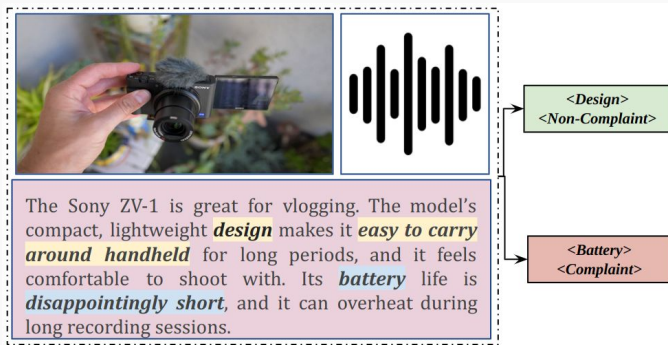 SONY
The Sony ZV-1 is great for vlogging. The model's
compact, lightweight design makes it easy to carry
around handheld for long periods, and it feels
comfortable to shoot with. Its battery life is
disappointingly short, and it can overheat during
long recording sessions.
<Design>
<Non-Complaint>
<Battery>
<Complaint>